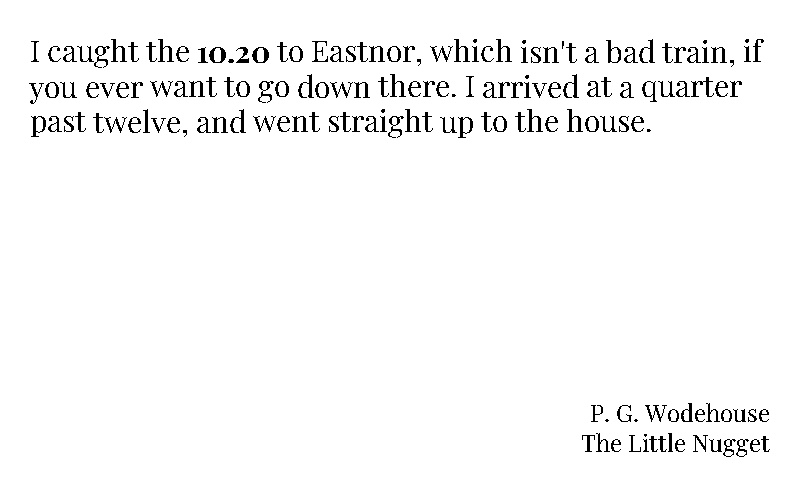 I caught the 10.20 to Eastnor, which isn't a bad train, if
you ever want to go down there. I arrived at a quarter
past twelve, and went straight up to the house.
P. G. Wodehouse
The Little Nugget